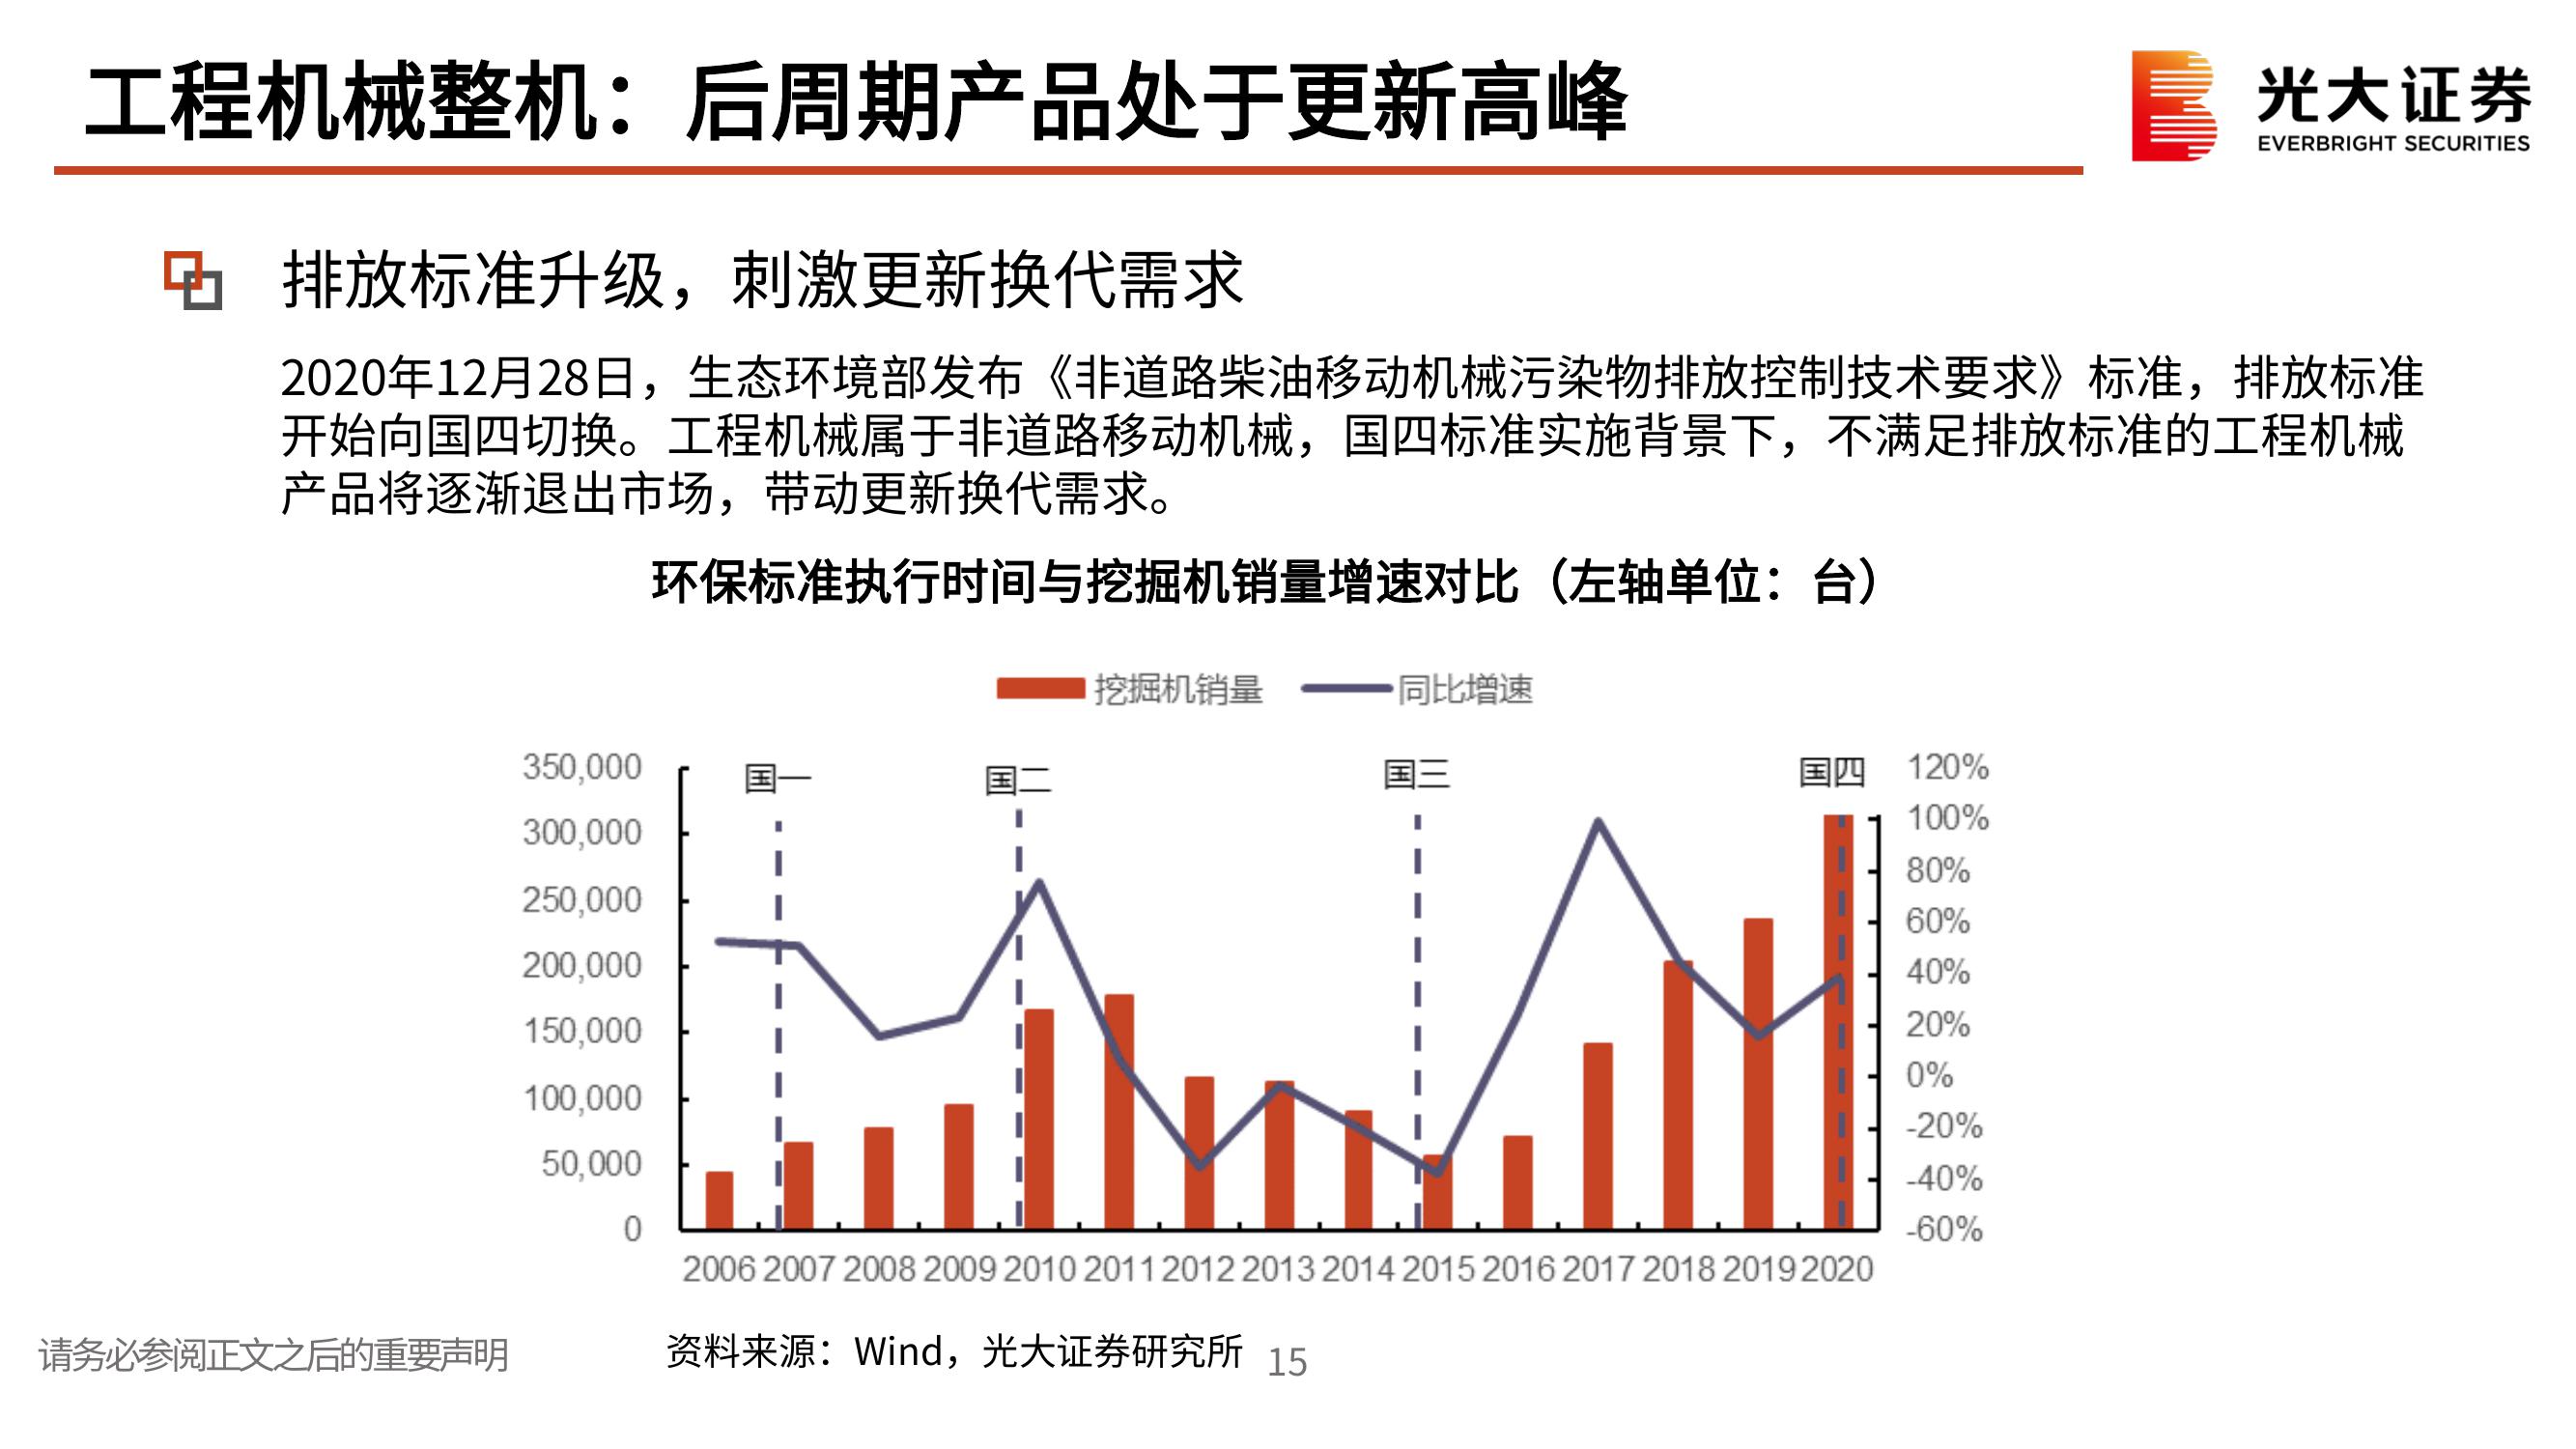 工程机械整机：后周期产品处于更新高峰
光大证券
EVERBRIGHT SECURITIES
排放标准升级，刺激更新换代需求
2020年12月28日，生态环境部发布《非道路柴油移动机械污染物排放控制技术要求》标准，排放标准
开始向国四切换。工程机械属于非道路移动机械，国四标准实施背景下，不满足排放标准的工程机械
产品将逐渐退出市场，带动更新换代需求。
环保标准执行时间与挖掘机销量增速对比（左轴单位：台）
挖掘机销量 同比增速
国一 国二 国三 国四
350,000 120%
300,000 100%
250,000 80%
200,000 60%
150,000 40%
100,000 20%
50,000 0%
0 -20%
-40%
-60%
2006 2007 2008 2009 2010 2011 2012 2013 2014 2015 2016 2017 2018 2019 2020
请务必参阅正文之后的重要声明
资料来源：Wind，光大证券研究所
15